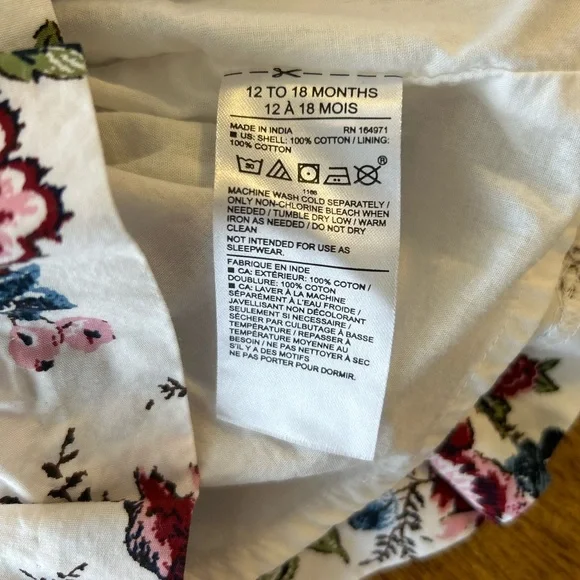 12 TO 18 MONTHS
12 À 18 MOIS
MADE IN INDIA RN 164971
■ US: SHELL: 100% COTTON / LINING:
100% COTTON
30
®
1186
MACHINE WASH COLD SEPARATELY /
ONLY NON-CHLORINE BLEACH WHEN
NEEDED / TUMBLE DRY LOW / WARM
IRON AS NEEDED / DO NOT DRY
CLEAN
NOT INTENDED FOR USE AS
SLEEPWEAR.
FABRIQUE EN INDE
■ CA: EXTÉRIEUR: 100% COTON /
DOUBLURE: 100% COTON
■ CA: LAVER À LA MACHINE
SÉPARÉMENT À L'EAU FROIDE /
JAVELLISANT NON DÉCOLORANT
SEULEMENT SI NECESSAIRE /
SÉCHER PAR CULBUTAGE À BASSE
TEMPÉRATURE / REPASSER À
TEMPÉRATURE MOYENNE AU
BESOIN / NE PAS NETTOYER À SEC
S'IL Y A DES MOTIFS
NE PAS PORTER POUR DORMIR.